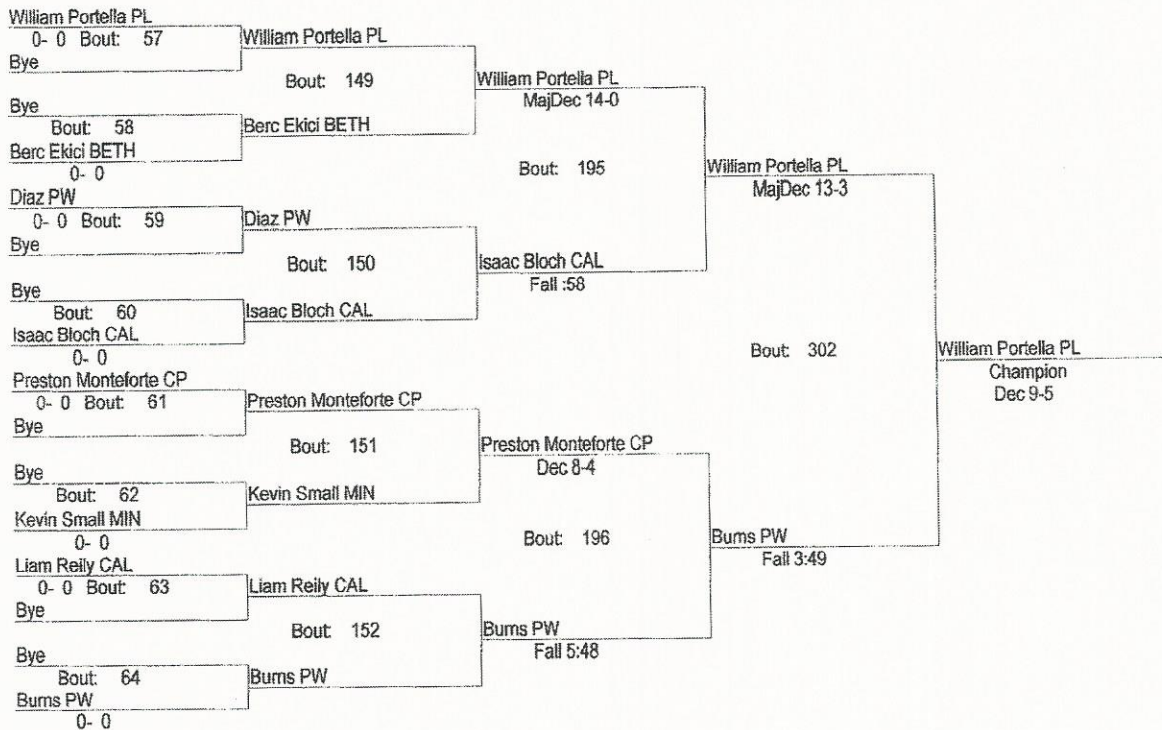 William Portella PL
0- 0 Bout: 57
Bye
Bye
Bout: 58
Berc Ekici BETH
0- 0
Diaz PW
0- 0 Bout: 59
Bye
Bye
Bout: 60
Isaac Bloch CAL
0- 0
Preston Monteforte CP
0- 0 Bout: 61
Bye
Bye
Bout: 62
Kevin Small MIN
0- 0
Liam Reily CAL
0- 0 Bout: 63
Bye
Bye
Bout: 64
Burns PW
0- 0
William Portella PL
Bout: 149
Berc Ekici BETH
Diaz PW
Bout: 150
Isaac Bloch CAL
Preston Monteforte CP
Bout: 151
Kevin Small MIN
Liam Reily CAL
Bout: 152
Burns PW
William Portella PL
MajDec 14-0
Bout: 195
Isaac Bloch CAL
Fall :58
Preston Monteforte CP
Dec 8-4
Bout: 196
Burns PW
Fall 5:48
William Portella PL
MajDec 13-3
Bout: 302
Burns PW
Fall 3:49
William Portella PL
Champion
Dec 9-5